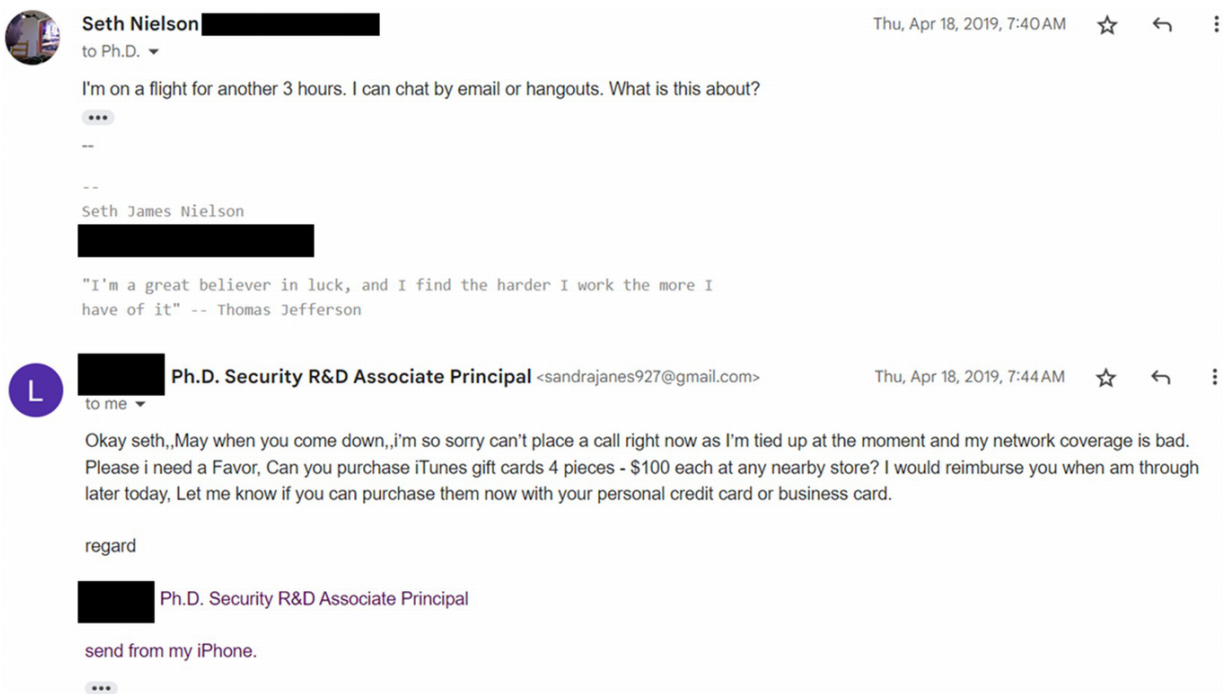 Seth Nielson
Thu, Apr 18, 2019, 7:40 AM
to Ph.D.
I'm on a flight for another 3 hours. I can chat by email or hangouts. What is this about?
--
--
Seth James Nielson
"I'm a great believer in luck, and I find the harder I work the more I
have of it" -- Thomas Jefferson
L
Ph.D. Security R&D Associate Principal <sandrajanes927@gmail.com>
Thu, Apr 18, 2019, 7:44 AM
to me
Okay seth,,May when you come down,,i'm so sorry can't place a call right now as I'm tied up at the moment and my network coverage is bad.
Please i need a Favor, Can you purchase iTunes gift cards 4 pieces - $100 each at any nearby store? I would reimburse you when am through
later today, Let me know if you can purchase them now with your personal credit card or business card.
regard
Ph.D. Security R&D Associate Principal
send from my iPhone.